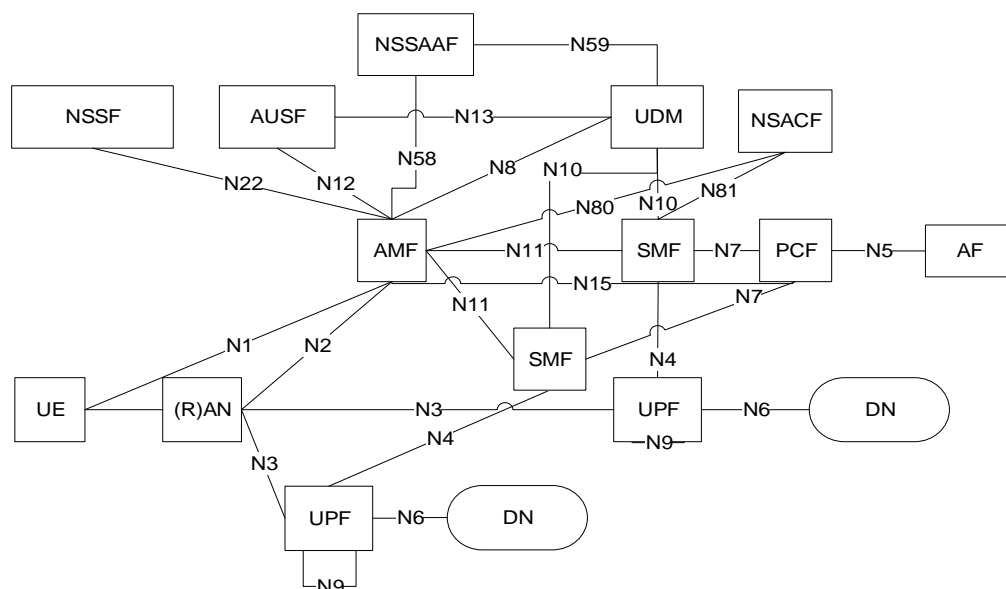 NSSAAF
N59
NSSF
AUSF
N13
UDM
NSACF
N58
N8
N10
N22
N12
N81
N10
N80
AMF
N11
SMF
N7
PCF
N5
AF
N15
N11
N7
N1
N2
SMF
N4
UE
(R)AN
N3
UPF
N6
DN
N4
N9
N3
UPF
N6
DN
N9